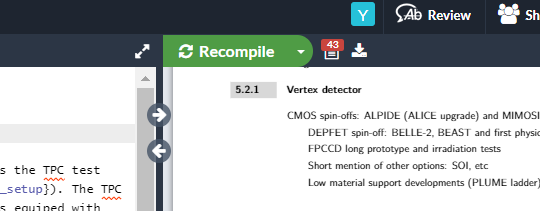 Y Ab Review Sh
Recompile 43
5.2.1 Vertex detector
CMOS spin-offs: ALPIDE (ALICE upgrade) and MIMOSI
DEPFET spin-off: BELLE-2, BEAST and first physic
FPCCD long prototype and irradiation tests
Short mention of other options: SOI, etc
Low material support developments (PLUME ladder)
s the TPC test
_setup}). The TPC
s equiped with